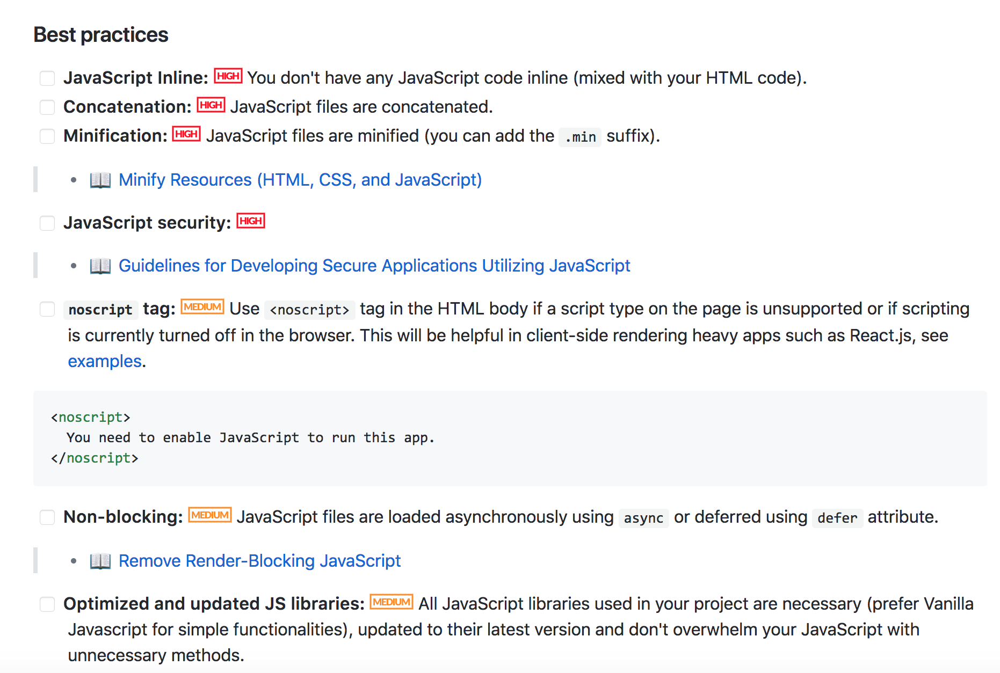 Best practices
JavaScript Inline: HIGH You don't have any JavaScript code inline (mixed with your HTML code).
Concatenation: HIGH JavaScript files are concatenated.
Minification: HIGH JavaScript files are minified (you can add the .min suffix).
• Minify Resources (HTML, CSS, and JavaScript)
JavaScript security: HIGH
• Guidelines for Developing Secure Applications Utilizing JavaScript
noscript tag: MEDIUM Use <noscript> tag in the HTML body if a script type on the page is unsupported or if scripting
is currently turned off in the browser. This will be helpful in client-side rendering heavy apps such as React.js, see
examples.
<noscript>
You need to enable JavaScript to run this app.
</noscript>
Non-blocking: MEDIUM JavaScript files are loaded asynchronously using async or deferred using defer attribute.
• Remove Render-Blocking JavaScript
Optimized and updated JS libraries: MEDIUM All JavaScript libraries used in your project are necessary (prefer Vanilla
Javascript for simple functionalities), updated to their latest version and don't overwhelm your JavaScript with
unnecessary methods.